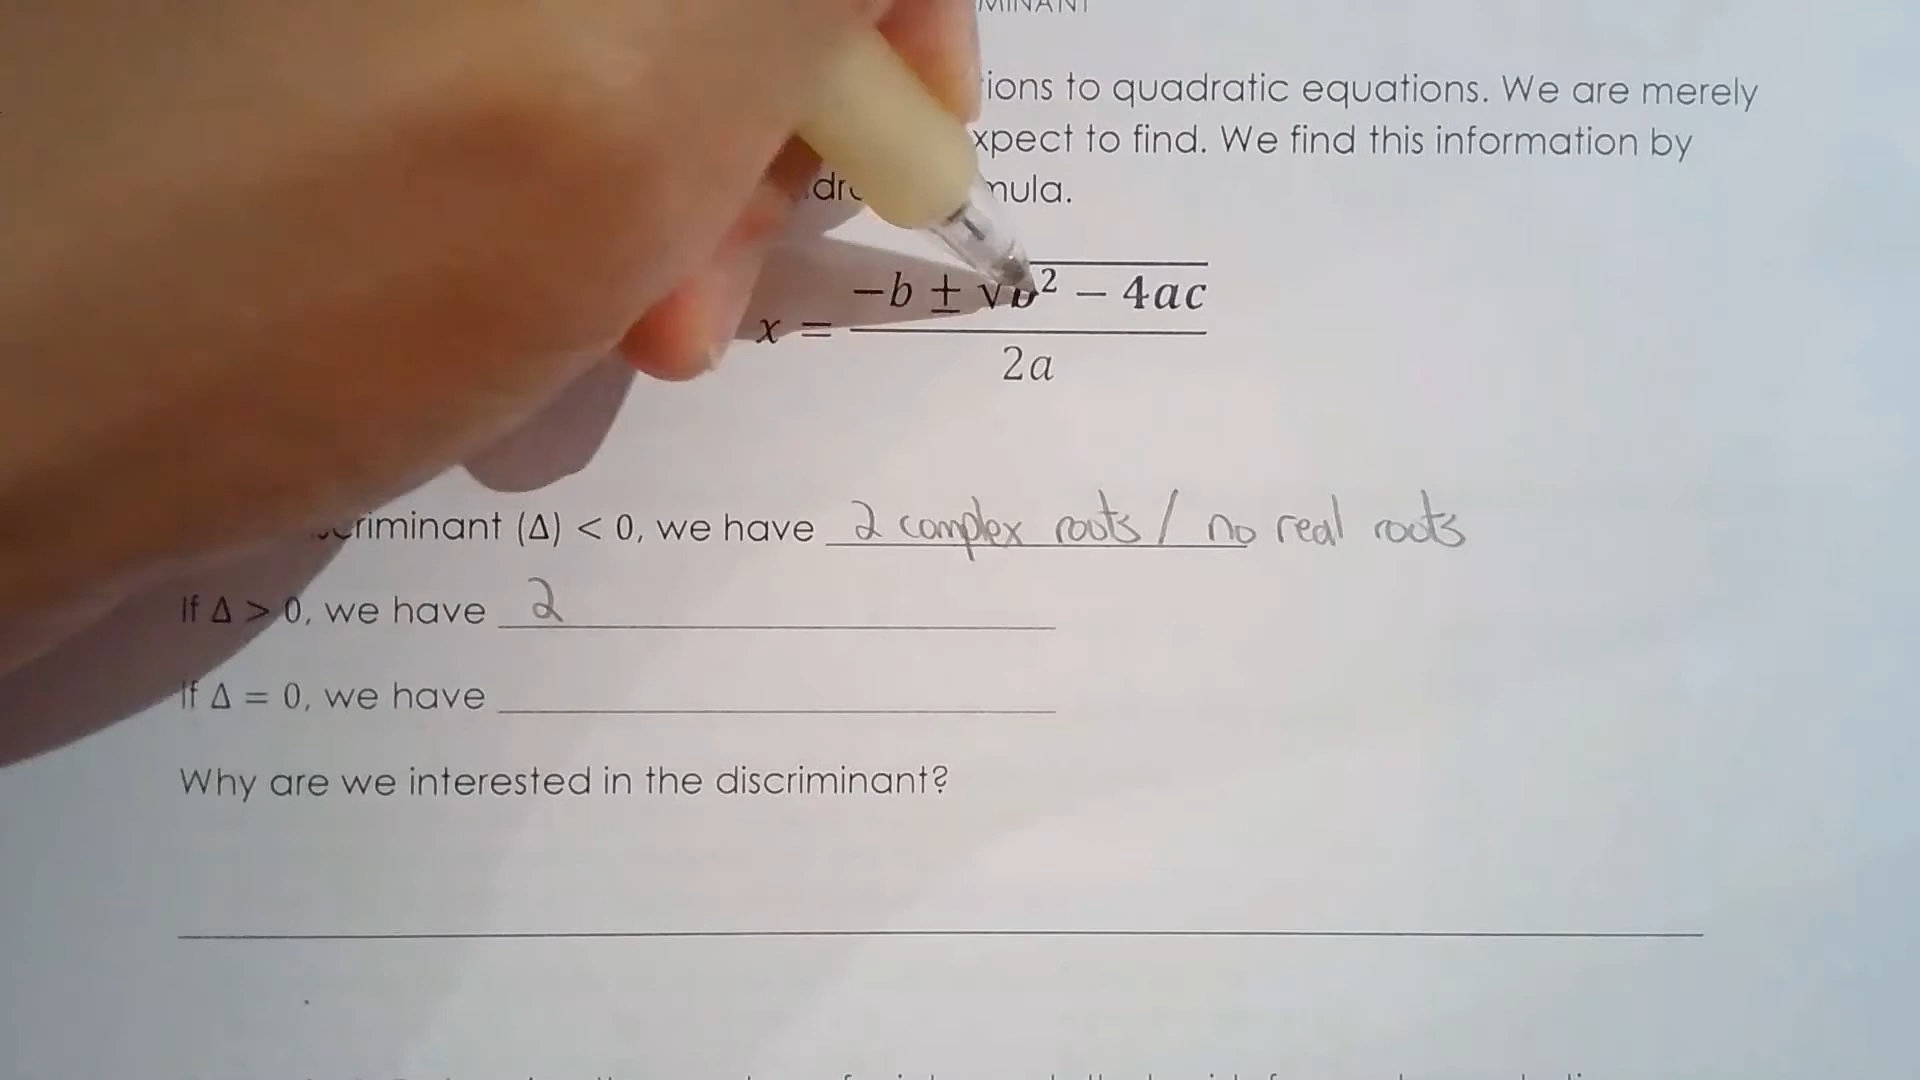 ions to quadratic equations. We are merely
xpect to find. We find this information by
mula.
x = \frac{-b ± √b² − 4ac}{2a}
riminant (Δ) < 0, we have 2 complex roots / no real roots
If Δ > 0, we have 2
If Δ = 0, we have
Why are we interested in the discriminant?